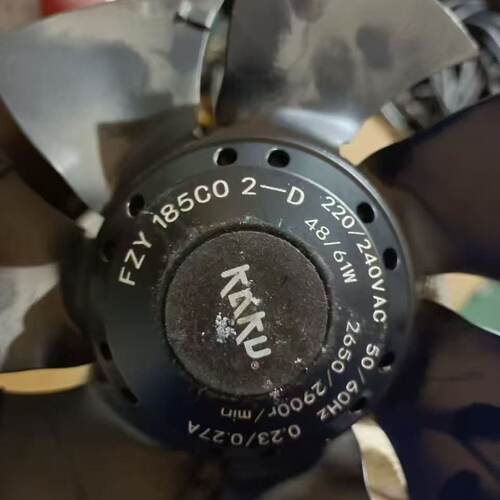 FZY 185CO 2-D
220/240VAC 50/60Hz 0.23/0.27A
48/61W 2650/2900r/min
KAKU®